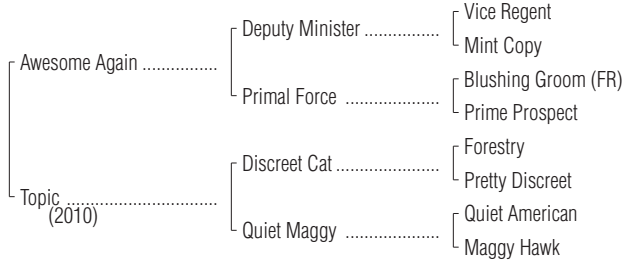 Vice Regent
Deputy Minister ..................
Mint Copy
Awesome Again ................
Blushing Groom (FR)
Primal Force ......................
Prime Prospect
Forestry
Discreet Cat ........................
Pretty Discreet
Topic ................................
(2010)
Quiet American
Quiet Maggy ......................
Maggy Hawk